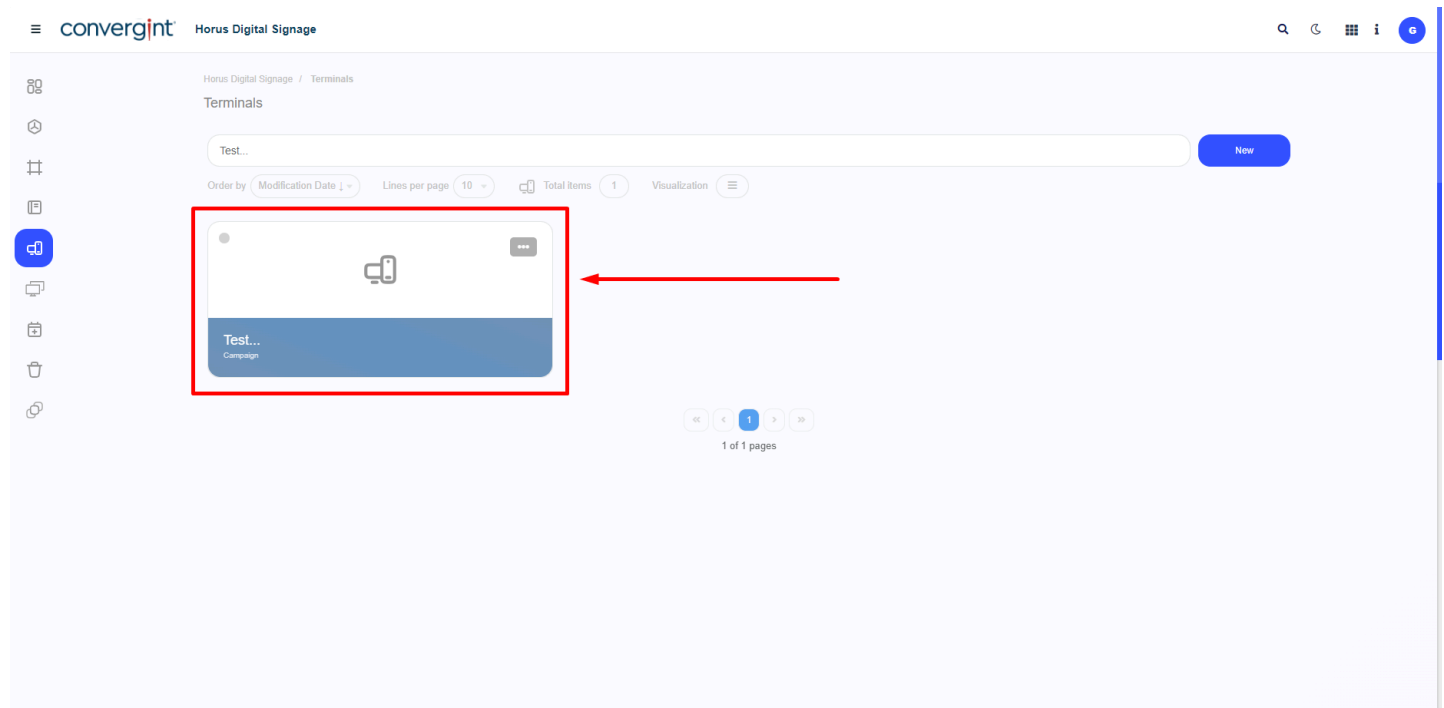 convergint Horus Digital Signage
G
Horus Digital Signage / Terminals
Terminals
Test...
New
Order by Modification Date ↓ Lines per page 10 Total items 1 Visualization
Test...
Campaign
« ‹ 1 › »
1 of 1 pages